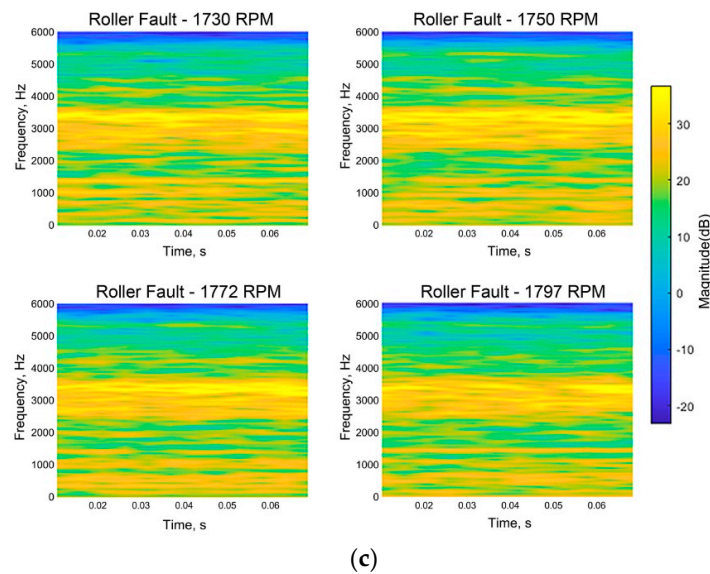 Roller Fault - 1730 RPM
6000
5000
4000
3000
2000
1000
0
Frequency, Hz
0.02 0.03 0.04 0.05 0.06
Time, s
Roller Fault - 1750 RPM
6000
5000
4000
3000
2000
1000
0
Frequency, Hz
0.02 0.03 0.04 0.05 0.06
Time, s
Roller Fault - 1772 RPM
6000
5000
4000
3000
2000
1000
0
Frequency, Hz
0.02 0.03 0.04 0.05 0.06
Time, s
Roller Fault - 1797 RPM
6000
5000
4000
3000
2000
1000
0
Frequency, Hz
0.02 0.03 0.04 0.05 0.06
Time, s
30
20
10
0
-10
-20
Magnitude(dB)
(c)